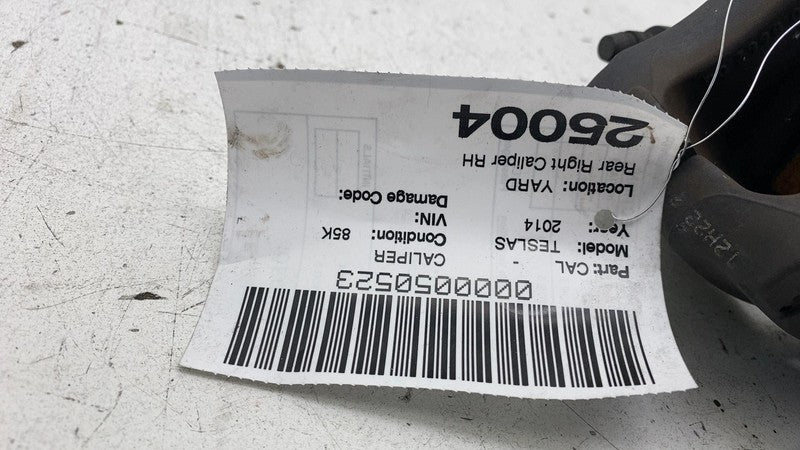 0000050523
Part: CAL - CALIPER
Model: TESLAS Condition: 85K
Year: 2014 VIN:
Damage Code:
Location: YARD
Rear Right Caliper RH
25004
INITIALS